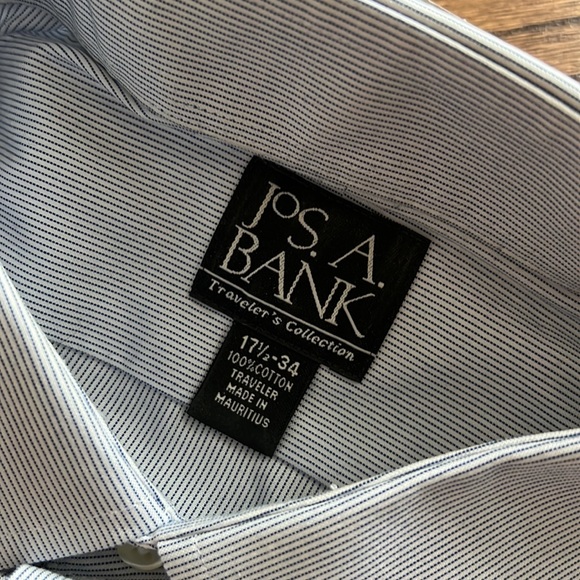 JOS. A.
BANK
Traveler's Collection
17½-34
100%COTTON
TRAVELER
MADE IN
MAURITIUS